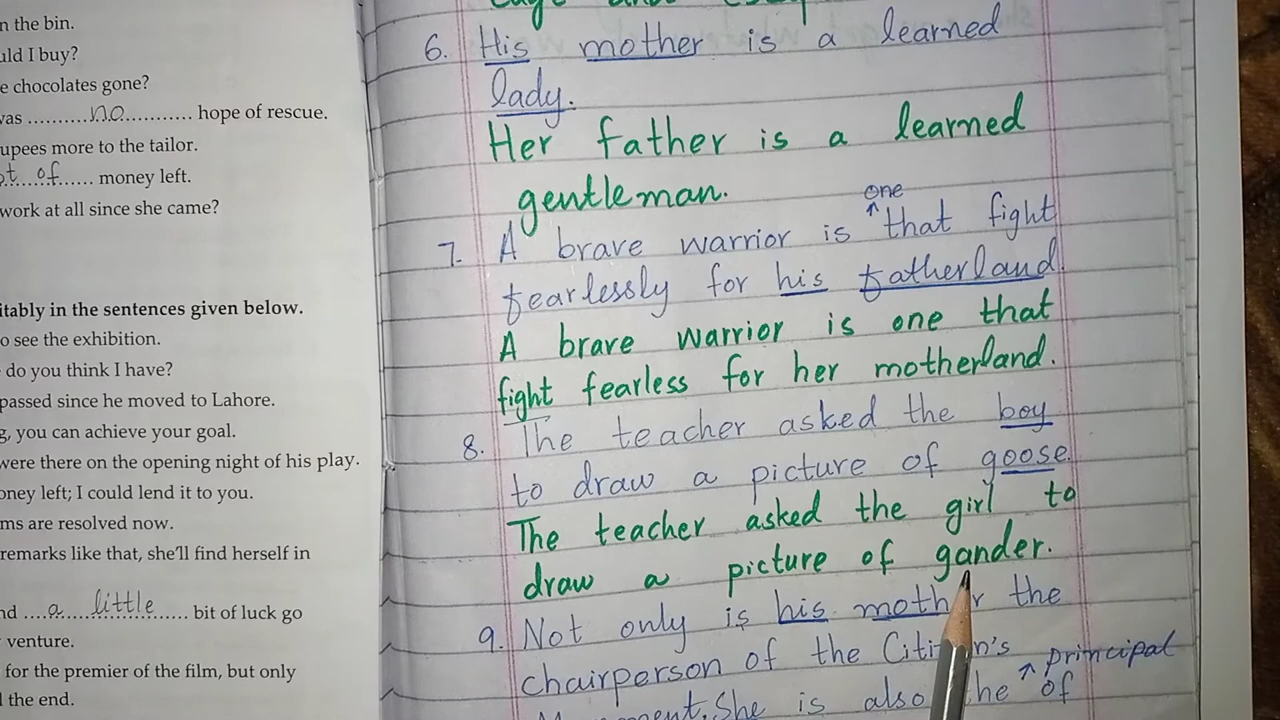 n the bin.
uld I buy?
e chocolates gone?
was ..........no............ hope of rescue.
upees more to the tailor.
ot of...... money left.
work at all since she came?
itably in the sentences given below.
o see the exhibition.
do you think I have?
passed since he moved to Lahore.
g, you can achieve your goal.
were there on the opening night of his play.
oney left; I could lend it to you.
ms are resolved now.
remarks like that, she'll find herself in
nd ....a little............ bit of luck go
venture.
for the premier of the film, but only
the end.
6. His mother is a learned
lady.
Her father is a learned
gentleman.
one
7. A brave warrior is ↑ that fight
fearlessly for his fatherland.
A brave warrior is one that
fight fearless for her motherland.
8. The teacher asked the boy
to draw a picture of goose.
The teacher asked the girl to
draw a picture of gander.
9. Not only is his mother the
chairperson of the Citizen's
↑ principal
She is also the of